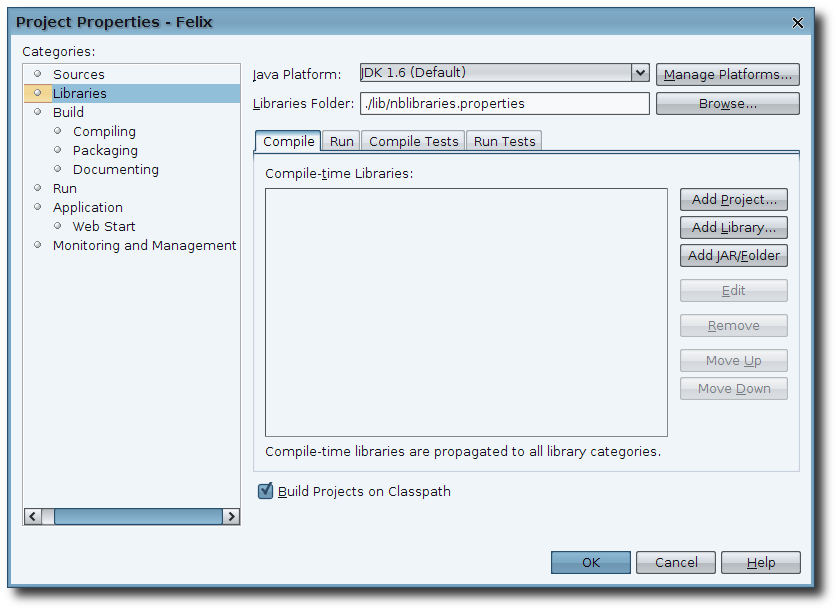 Project Properties - Felix
Categories:
Sources
Libraries
Build
Compiling
Packaging
Documenting
Run
Application
Web Start
Monitoring and Management
Java Platform: JDK 1.6 (Default) Manage Platforms...
Libraries Folder: ./lib/nblibraries.properties Browse...
Compile Run Compile Tests Run Tests
Compile-time Libraries:
Add Project...
Add Library...
Add JAR/Folder
Edit
Remove
Move Up
Move Down
Compile-time libraries are propagated to all library categories.
Build Projects on Classpath
OK Cancel Help